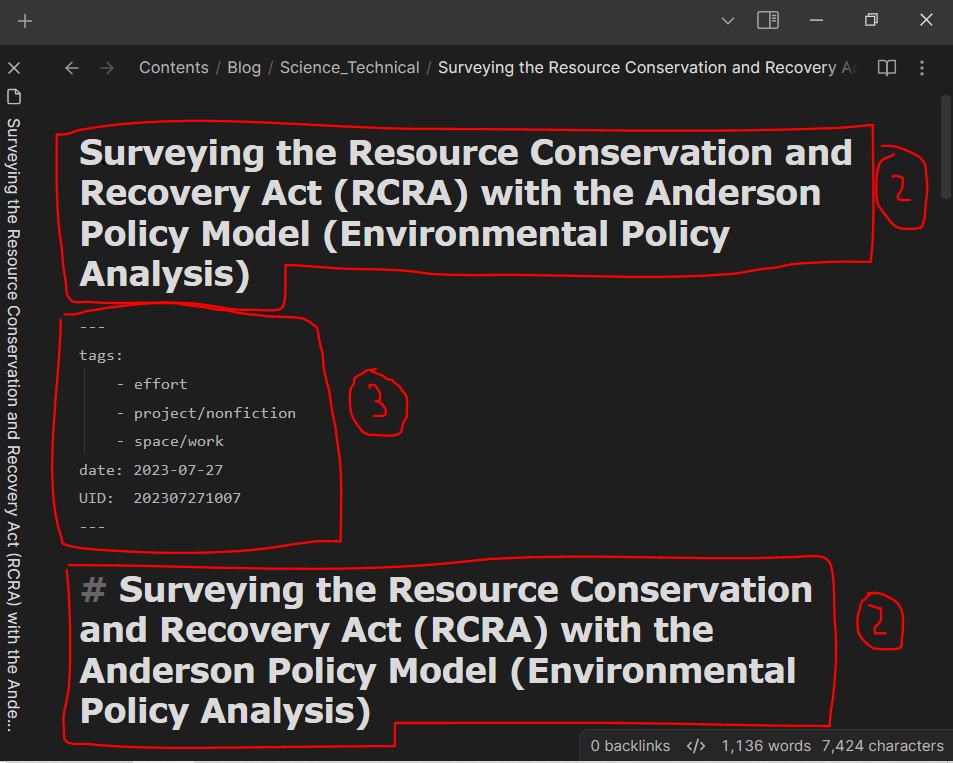 Contents / Blog / Science_Technical / Surveying the Resource Conservation and Recovery
Surveying the Resource Conservation and Recovery Act (RCRA) with the Ande...
Surveying the Resource Conservation and
Recovery Act (RCRA) with the Anderson
Policy Model (Environmental Policy
Analysis)
2
---
tags:
- effort
- project/nonfiction
- space/work
date: 2023-07-27
UID: 202307271007
---
3
# Surveying the Resource Conservation
and Recovery Act (RCRA) with the
Anderson Policy Model (Environmental
Policy Analysis)
2
0 backlinks </> 1,136 words 7,424 characters